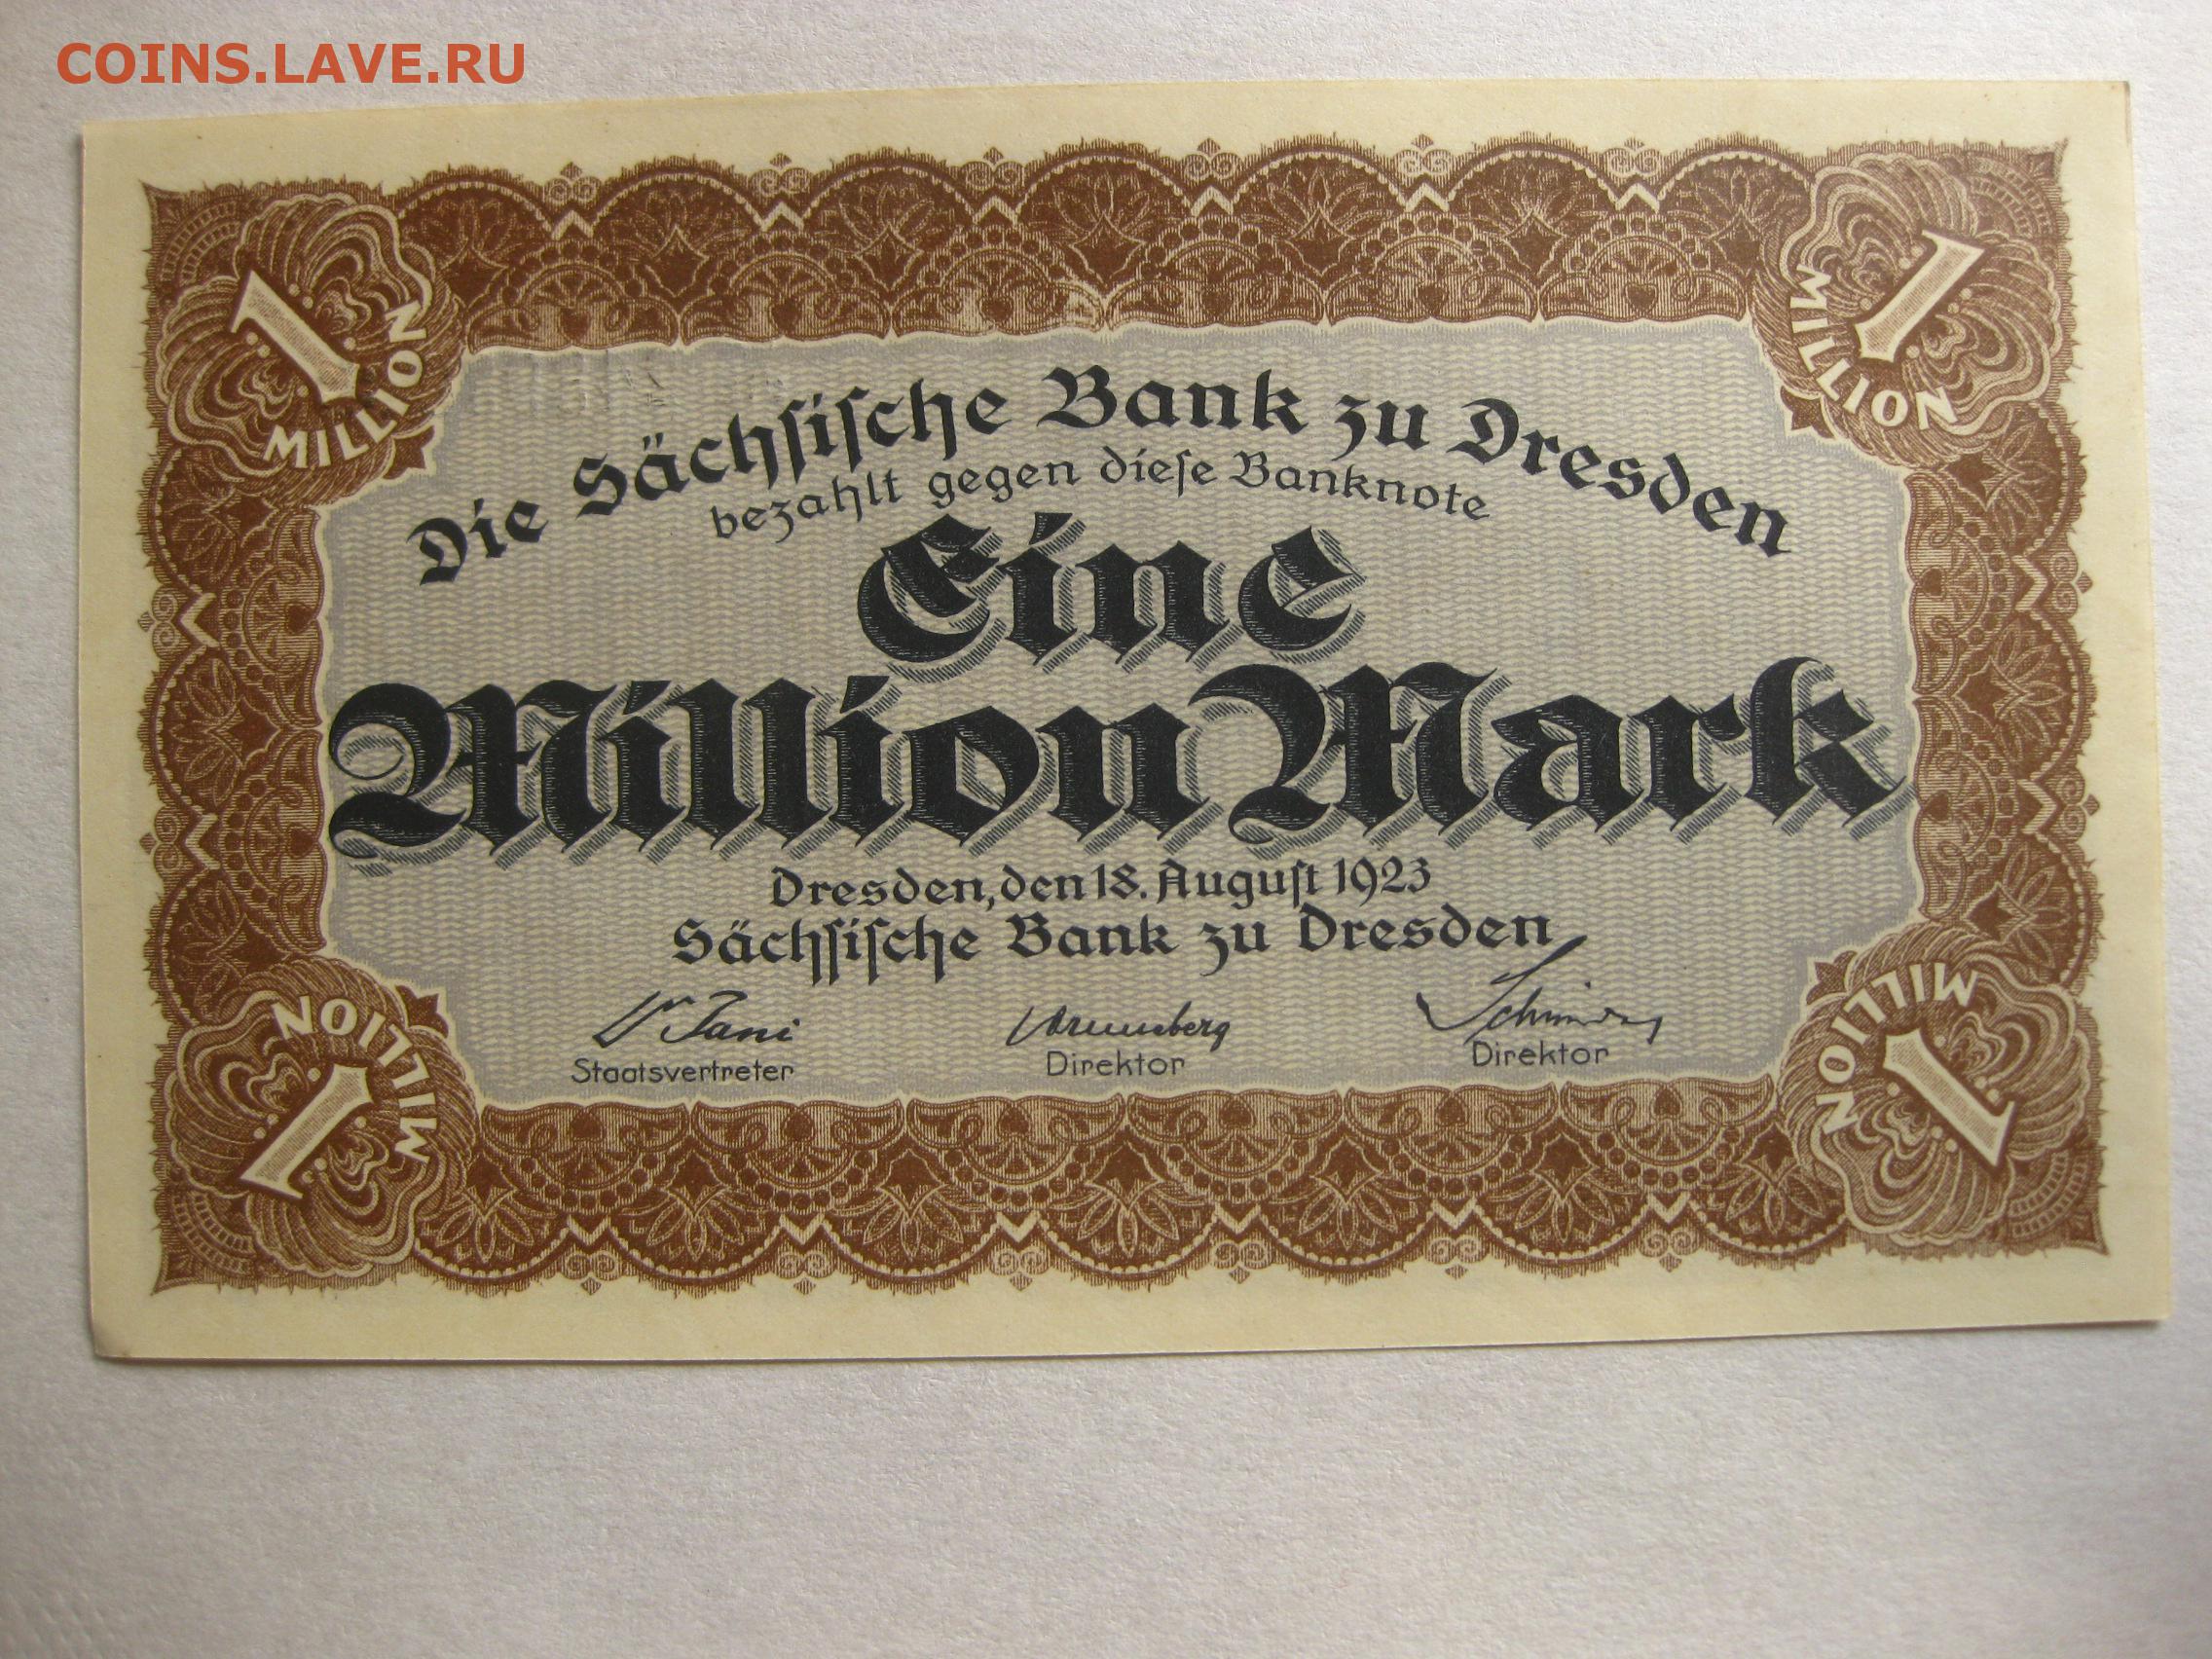 COINS.LAVE.RU
1 MILLION
1 MILLION
Die Sächsische Bank zu Dresden
bezahlt gegen diese Banknote
Eine
Million Mark
Dresden, den 18. August 1923
Sächsische Bank zu Dresden
Staatsvertreter
Direktor
Direktor
1 MILLION
1 MILLION